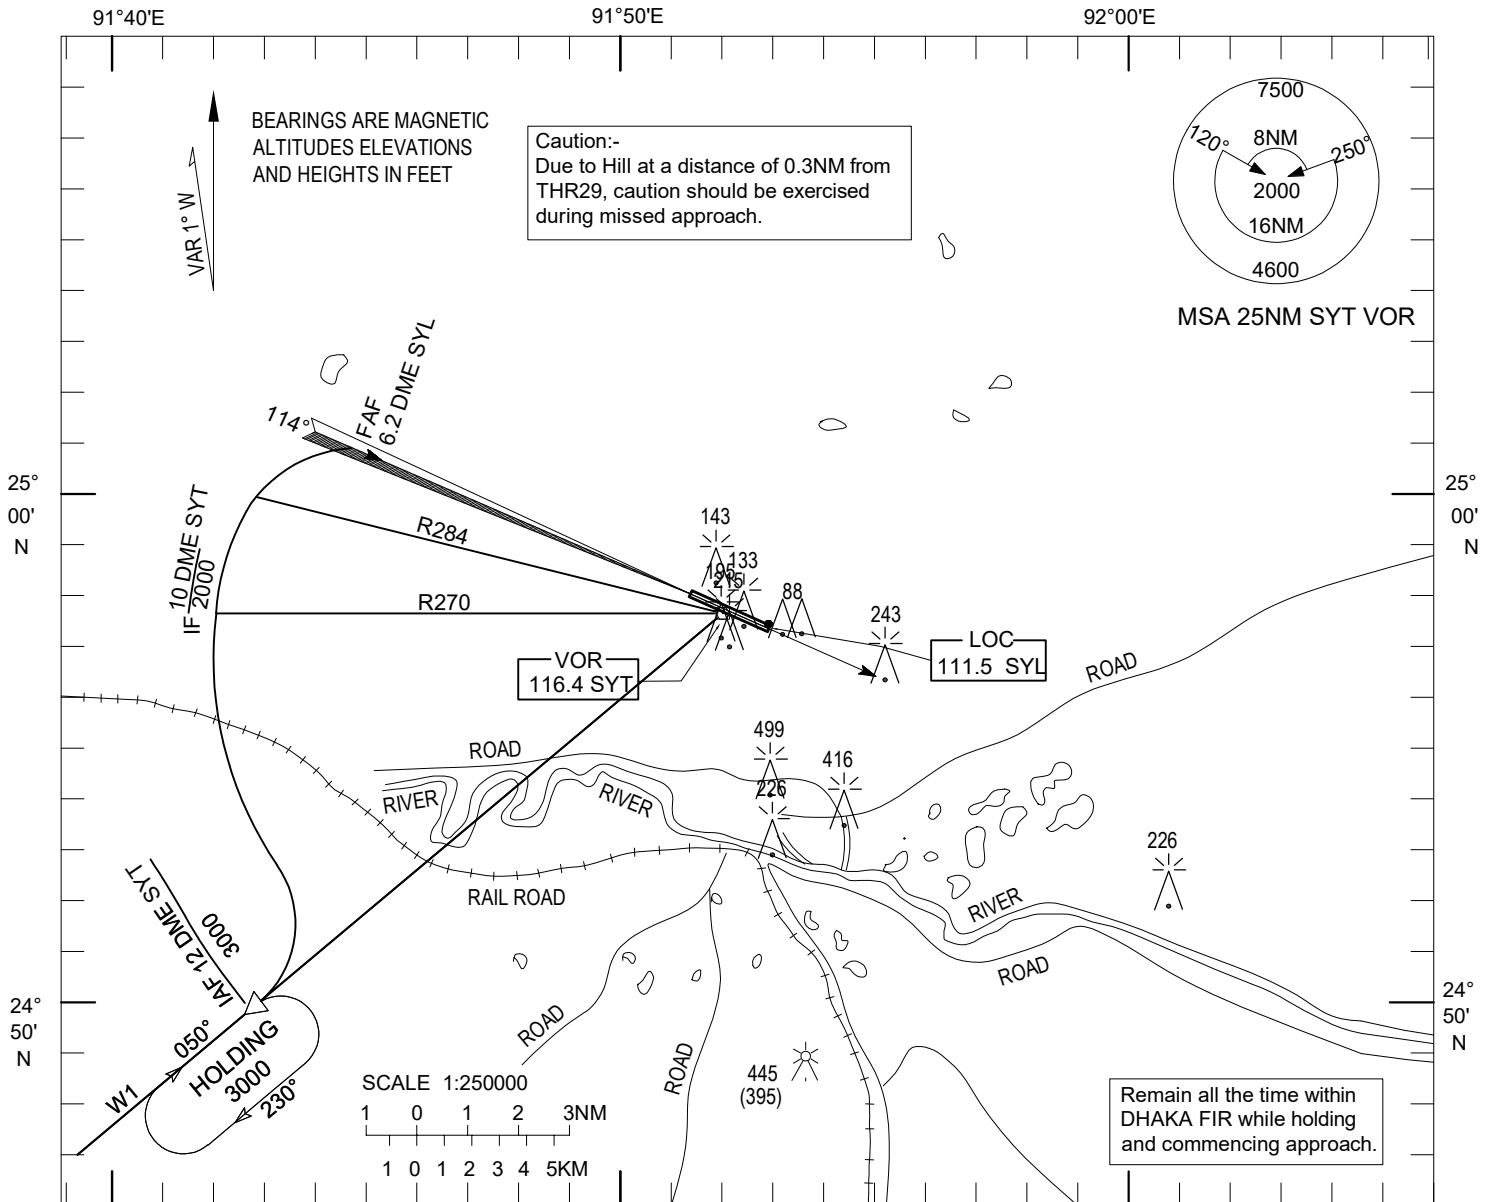 91°40'E
91°50'E
92°00'E
BEARINGS ARE MAGNETIC
ALTITUDES ELEVATIONS
AND HEIGHTS IN FEET
VAR 1° W
Caution:-
Due to Hill at a distance of 0.3NM from
THR29, caution should be exercised
during missed approach.
7500
120°
8NM
250°
2000
16NM
4600
MSA 25NM SYT VOR
114°
FAF
6.2 DME SYL
25°
00'
N
25°
00'
N
10 DME SYT
IF 2000
R284
R270
143
133
195
215
88
243
VOR
116.4 SYT
LOC
111.5 SYL
ROAD
ROAD
499
416
226
RIVER
RIVER
226
RAIL ROAD
RIVER
ROAD
IAF 12 DME SYT
3000
24°
50'
N
24°
50'
N
W1
050°
HOLDING
3000
230°
ROAD
ROAD
445
(395)
SCALE 1:250000
1 0 1 2 3NM
1 0 1 2 3 4 5KM
Remain all the time within
DHAKA FIR while holding
and commencing approach.